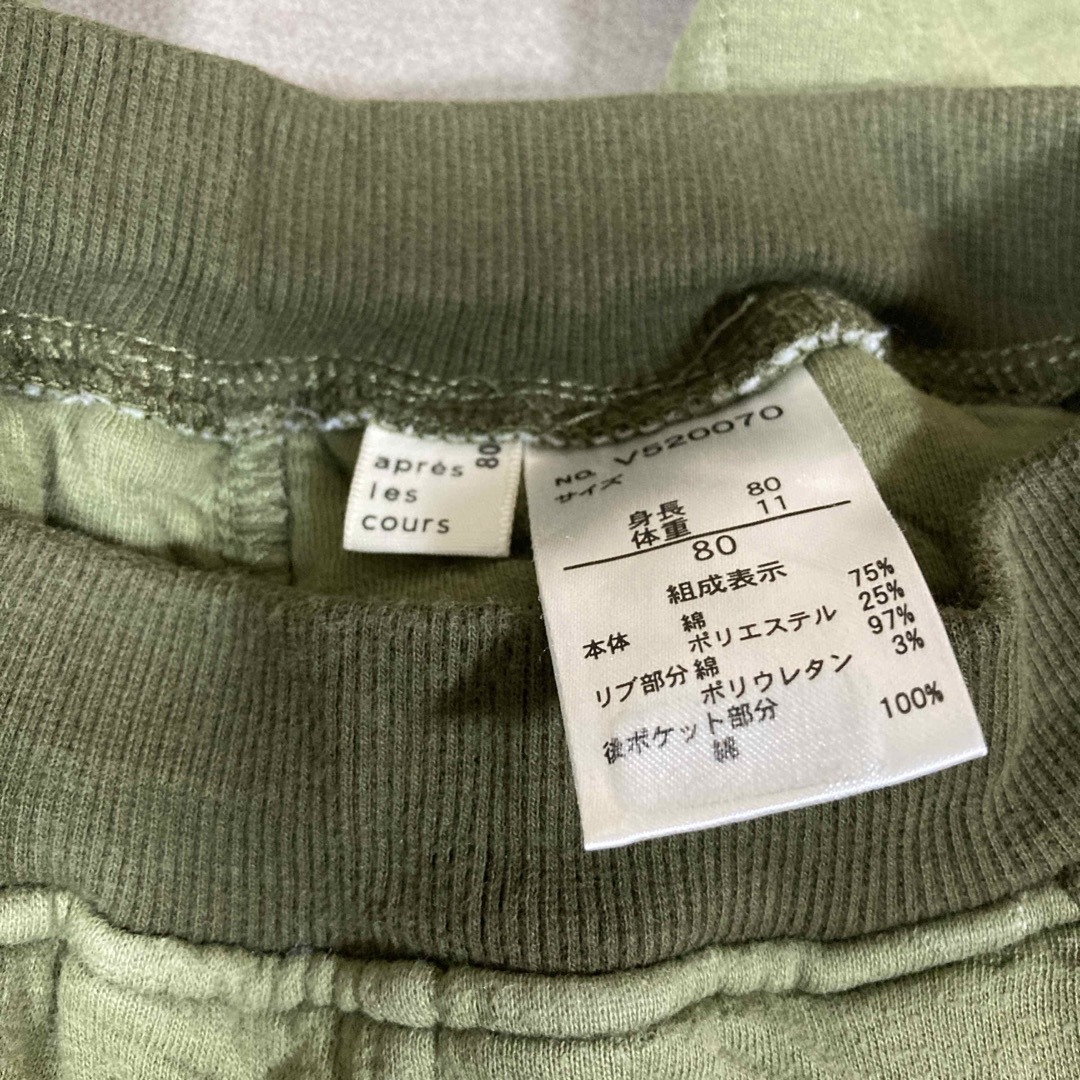 aprés
les
cours
80
NO. V520070
サイズ
身長 80
体重 11
80
組成表示
本体 綿 75%
ポリエステル 25%
リブ部分 綿 97%
ポリウレタン 3%
後ポケット部分
綿 100%